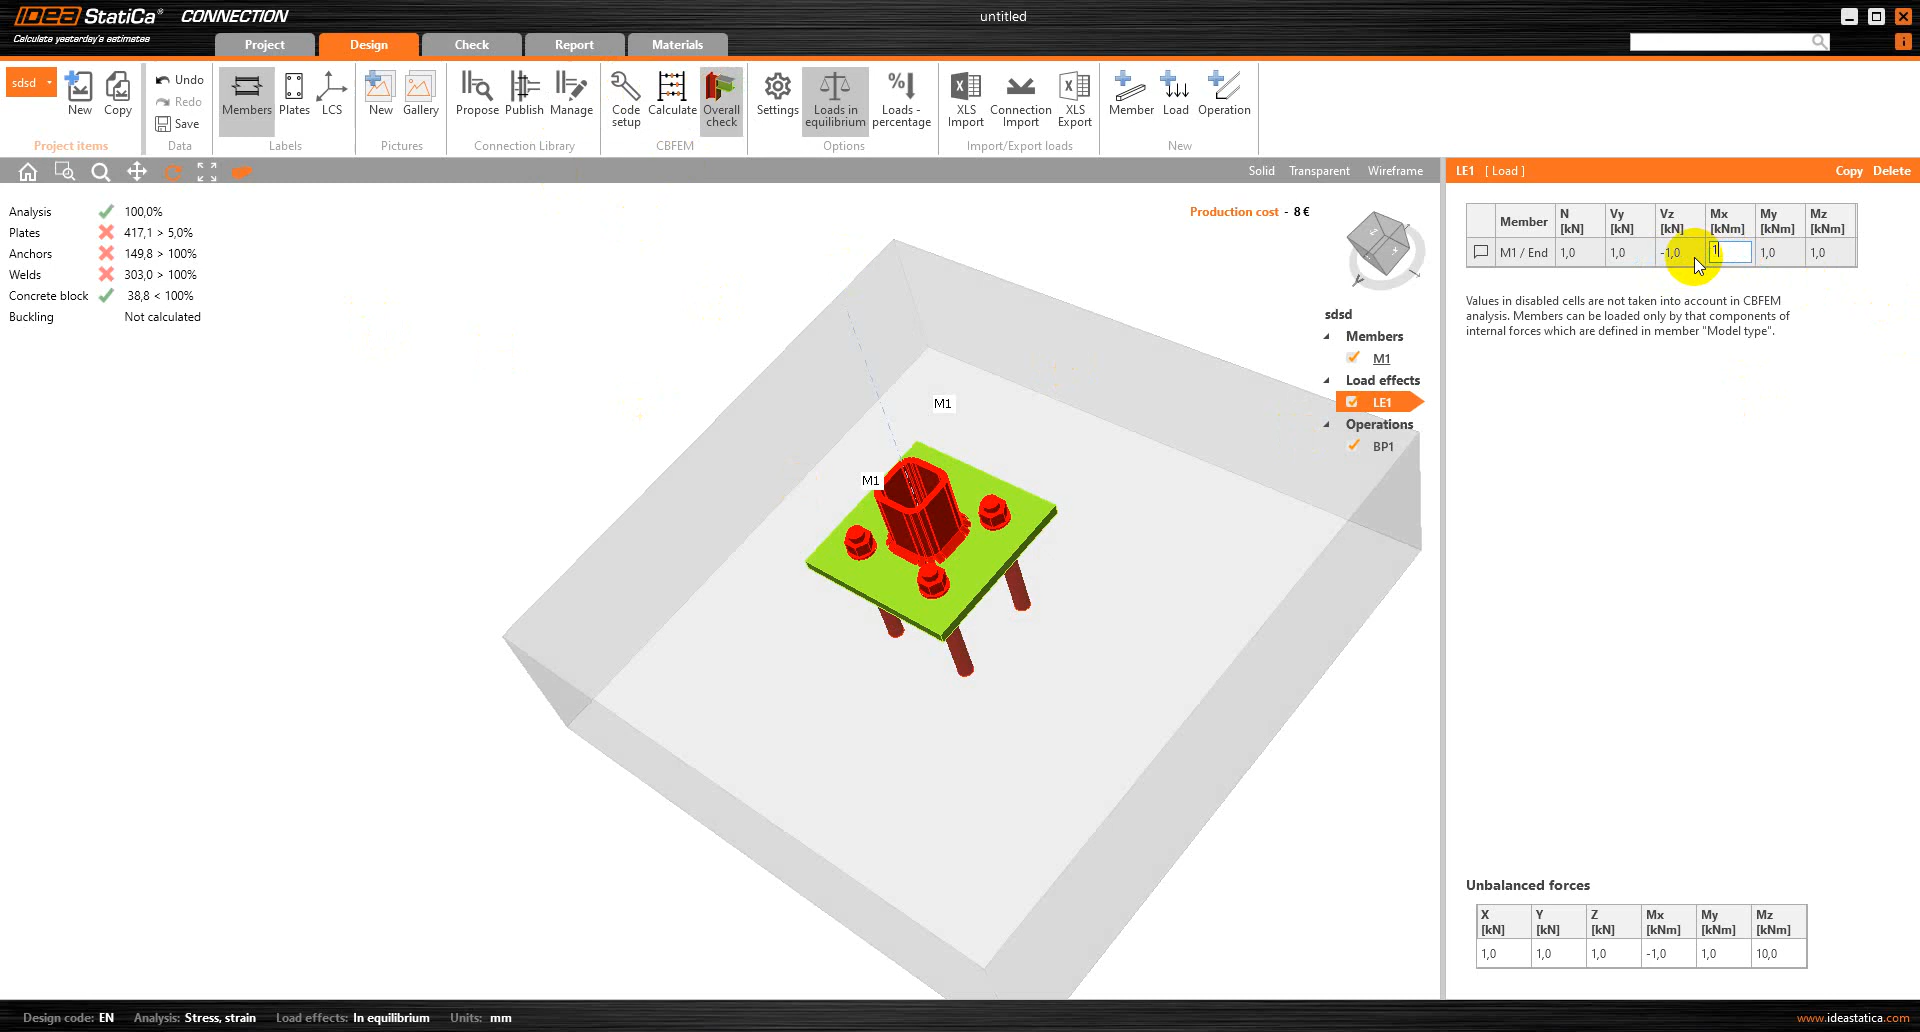 IDEA StatiCa® CONNECTION
Calculate yesterday's estimates
untitled
Project
Design
Check
Report
Materials
sdsd
New
Copy
Project items
Undo
Redo
Save
Data
Members
Plates
LCS
Labels
New
Gallery
Pictures
Propose
Publish
Manage
Connection Library
Code setup
Calculate
Overall check
CBFEM
Settings
Loads in equilibrium
Loads - percentage
Options
XLS Import
Connection Import
XLS Export
Import/Export loads
Member
Load
Operation
New
Solid
Transparent
Wireframe
LE1 [ Load ]
Copy
Delete
Analysis 100,0%
Plates 417,1 > 5,0%
Anchors 149,8 > 100%
Welds 303,0 > 100%
Concrete block 38,8 < 100%
Buckling Not calculated
Production cost - 8 €
M1
M1
sdsd
Members
M1
Load effects
LE1
Operations
BP1
Member N [kN] Vy [kN] Vz [kN] Mx [kNm] My [kNm] Mz [kNm]
M1 / End 1,0 1,0 -1,0 1 1,0 1,0
Values in disabled cells are not taken into account in CBFEM
analysis. Members can be loaded only by that components of
internal forces which are defined in member "Model type".
Unbalanced forces
X [kN] Y [kN] Z [kN] Mx [kNm] My [kNm] Mz [kNm]
1,0 1,0 1,0 -1,0 1,0 10,0
Design code: EN Analysis: Stress, strain Load effects: In equilibrium Units: mm
www.ideastatica.com